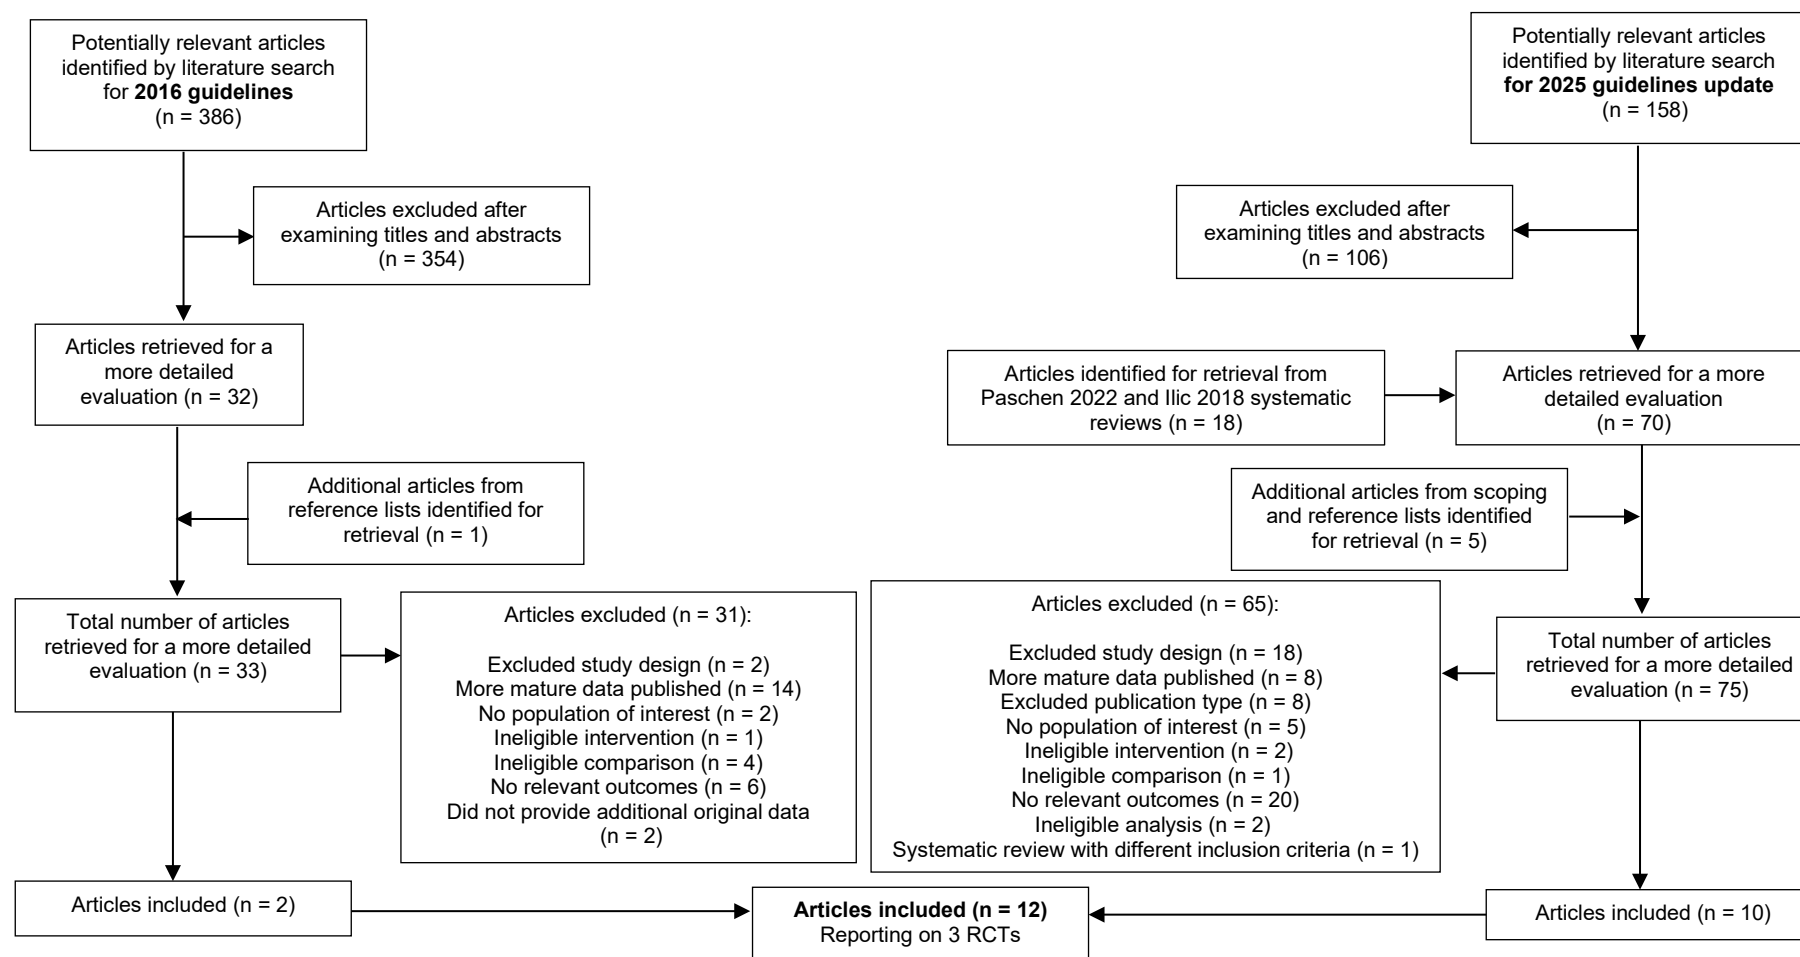 Potentially relevant articles
identified by literature search
for 2016 guidelines
(n = 386)
Articles excluded after
examining titles and abstracts
(n = 354)
Articles retrieved for a
more detailed
evaluation (n = 32)
Additional articles from
reference lists identified for
retrieval (n = 1)
Total number of articles
retrieved for a more detailed
evaluation (n = 33)
Articles excluded (n = 31):
Excluded study design (n = 2)
More mature data published (n = 14)
No population of interest (n = 2)
Ineligible intervention (n = 1)
Ineligible comparison (n = 4)
No relevant outcomes (n = 6)
Did not provide additional original data
(n = 2)
Articles included (n = 2)
Potentially relevant articles
identified by literature search
for 2025 guidelines update
(n = 158)
Articles excluded after
examining titles and abstracts
(n = 106)
Articles identified for retrieval from
Paschen 2022 and Ilic 2018 systematic
reviews (n = 18)
Articles retrieved for a more
detailed evaluation
(n = 70)
Additional articles from scoping
and reference lists identified
for retrieval (n = 5)
Total number of articles
retrieved for a more detailed
evaluation (n = 75)
Articles excluded (n = 65):
Excluded study design (n = 18)
More mature data published (n = 8)
Excluded publication type (n = 8)
No population of interest (n = 5)
Ineligible intervention (n = 2)
Ineligible comparison (n = 1)
No relevant outcomes (n = 20)
Ineligible analysis (n = 2)
Systematic review with different inclusion criteria (n = 1)
Articles included (n = 10)
Articles included (n = 12)
Reporting on 3 RCTs